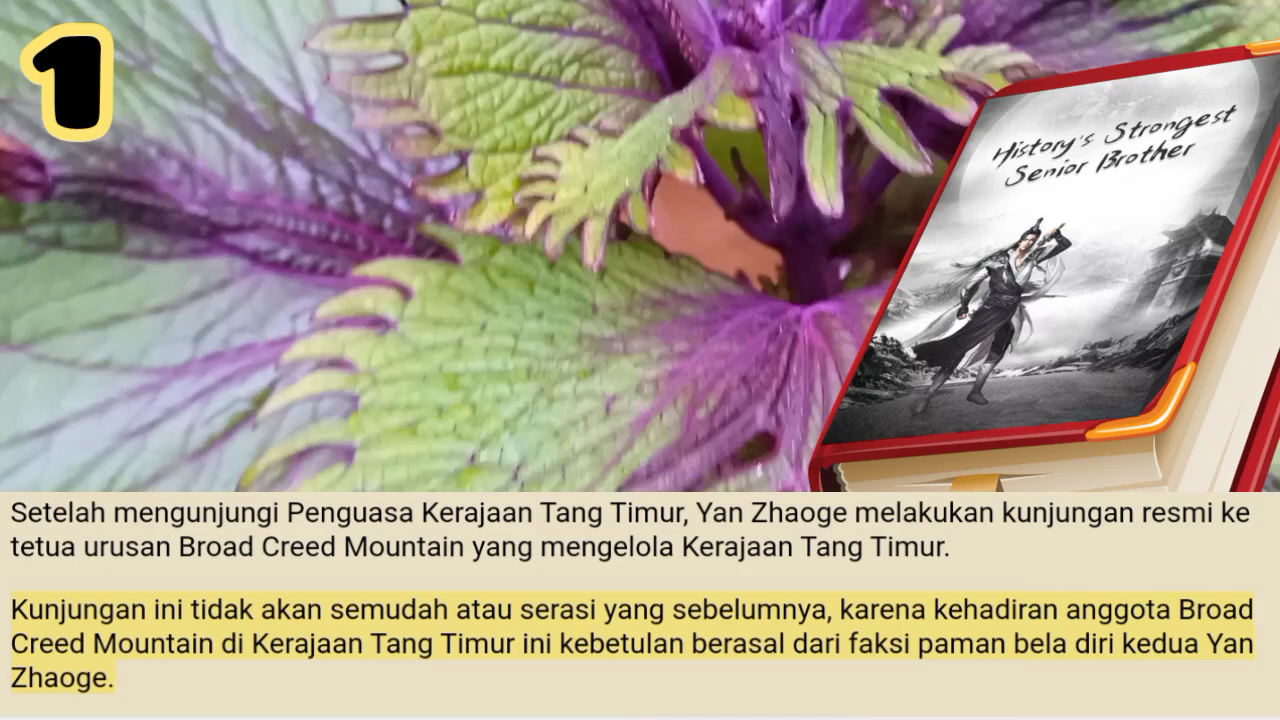 1
History's Strongest
Senior Brother
Setelah mengunjungi Penguasa Kerajaan Tang Timur, Yan Zhaoge melakukan kunjungan resmi ke
tetua urusan Broad Creed Mountain yang mengelola Kerajaan Tang Timur.
Kunjungan ini tidak akan semudah atau serasi yang sebelumnya, karena kehadiran anggota Broad
Creed Mountain di Kerajaan Tang Timur ini kebetulan berasal dari faksi paman bela diri kedua Yan
Zhaoge.